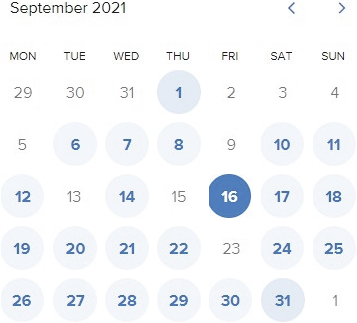 September 2021
MON TUE WED THU FRI SAT SUN
29 30 31 1 2 3 4
5 6 7 8 9 10 11
12 13 14 15 16 17 18
19 20 21 22 23 24 25
26 27 28 29 30 31 1